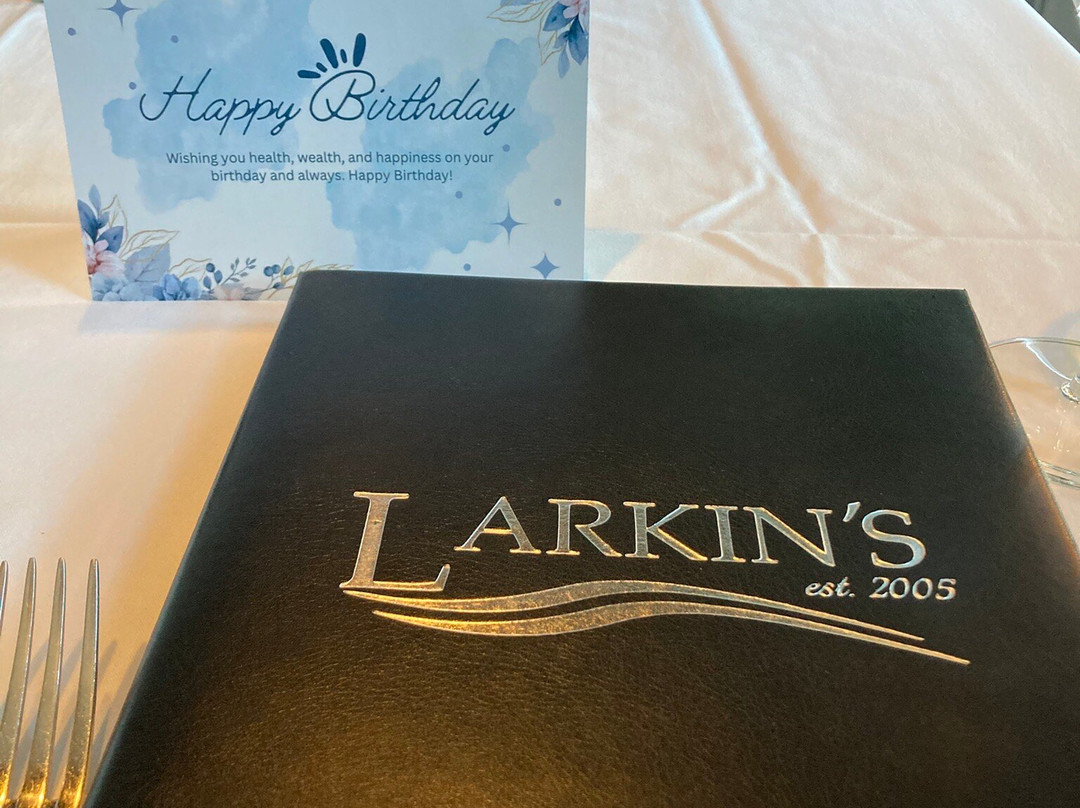 Happy Birthday
Wishing you health, wealth, and happiness on your
birthday and always. Happy Birthday!
LARKIN'S
est. 2005